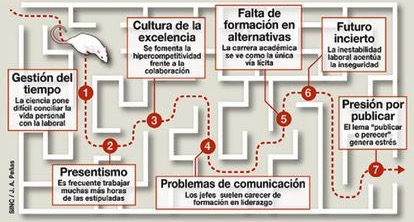 Gestión del
tiempo
La ciencia pone
difícil conciliar la
vida personal
con la laboral
1
2
Presentismo
Es frecuente trabajar
muchas más horas
de las estipuladas
Cultura de la
excelencia
Se fomenta la
hipercompetividad
frente a la
colaboración
3
4
Problemas de comunicación
Los jefes suelen carecer de
formación en liderazgo
Falta de
formación en
alternativas
La carrera académica
se ve como la única
vía lícita
5
Futuro
incierto
La inestabilidad
laboral acentúa
la inseguridad
6
Presión por
publicar
El lema “publicar
o perecer”
genera estrés
7
SINC / J. A. Peñas